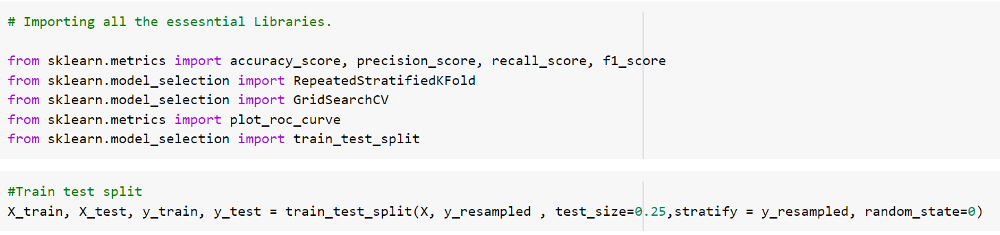 # Importing all the essesntial Libraries.
from sklearn.metrics import accuracy_score, precision_score, recall_score, f1_score
from sklearn.model_selection import RepeatedStratifiedKFold
from sklearn.model_selection import GridSearchCV
from sklearn.metrics import plot_roc_curve
from sklearn.model_selection import train_test_split
#Train test split
X_train, X_test, y_train, y_test = train_test_split(X, y_resampled , test_size=0.25,stratify = y_resampled, random_state=0)